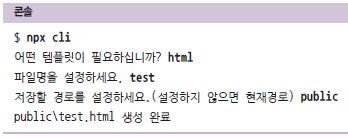 콘솔
$ npx cli
어떤 템플릿이 필요하십니까? html
파일명을 설정하세요. test
저장할 경로를 설정하세요.(설정하지 않으면 현재경로) public
public\test.html 생성 완료